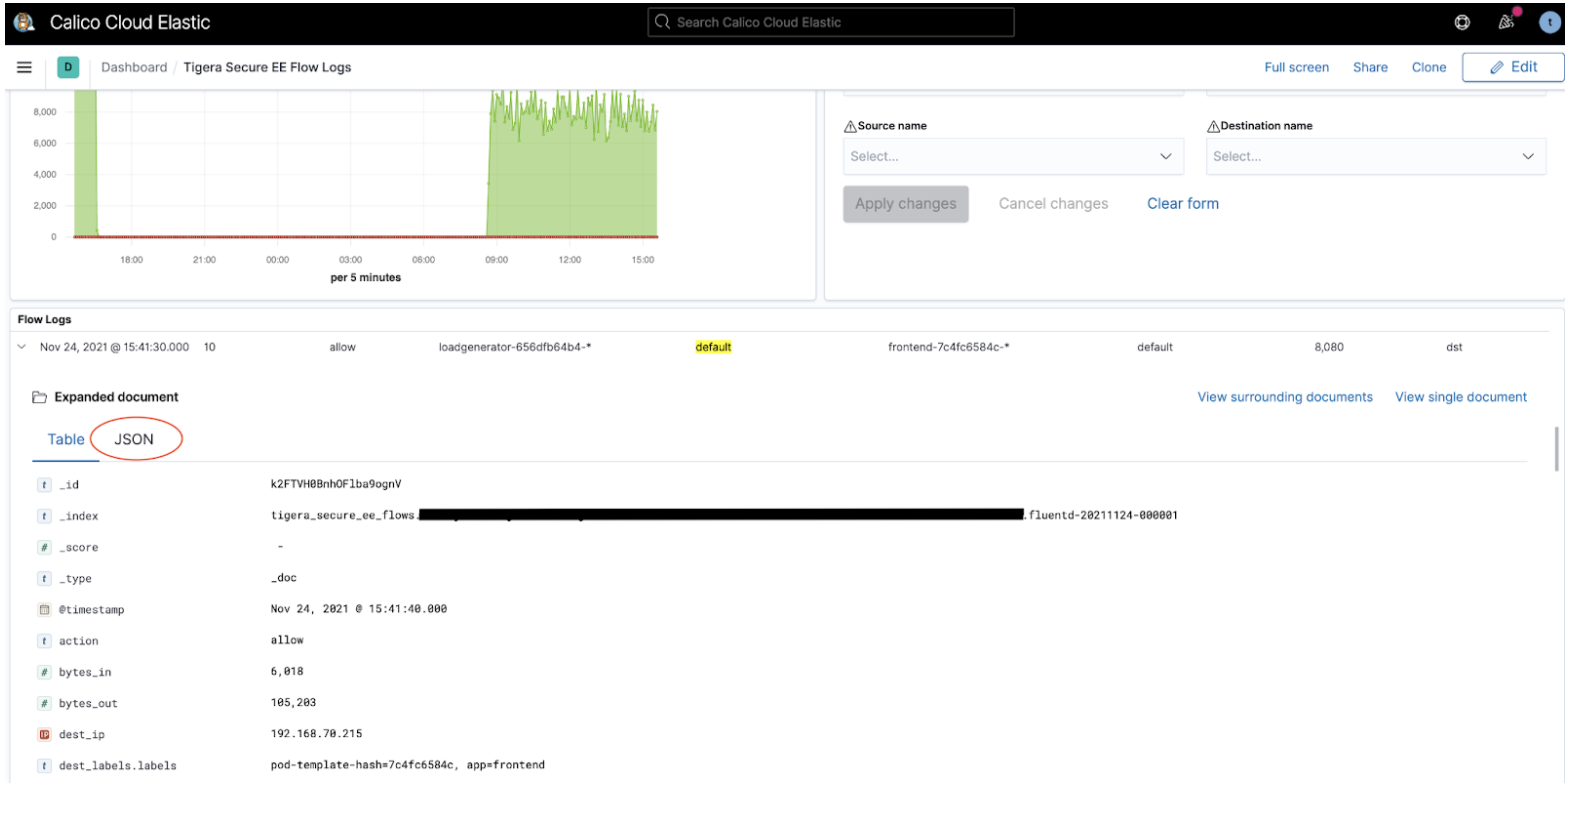 Calico Cloud Elastic
Search Calico Cloud Elastic
t
D
Dashboard / Tigera Secure EE Flow Logs
Full screen Share Clone Edit
8,000
6,000
4,000
2,000
0
18:00 21:00 00:00 03:00 06:00 09:00 12:00 15:00
per 5 minutes
Source name Destination name
Select... Select...
Apply changes Cancel changes Clear form
Flow Logs
Nov 24, 2021 @ 15:41:30.000 10 allow loadgenerator-656dfb64b4-* default frontend-7c4fc6584c-* default 8,080 dst
Expanded document View surrounding documents View single document
Table JSON
t _id k2FTVH0BnhOFlba9ognV
t _index tigera_secure_ee_flows. .fluentd-20211124-000001
# _score -
t _type _doc
@timestamp Nov 24, 2021 @ 15:41:40.000
t action allow
# bytes_in 6,018
# bytes_out 105,203
IP dest_ip 192.168.70.215
t dest_labels.labels pod-template-hash=7c4fc6584c, app=frontend